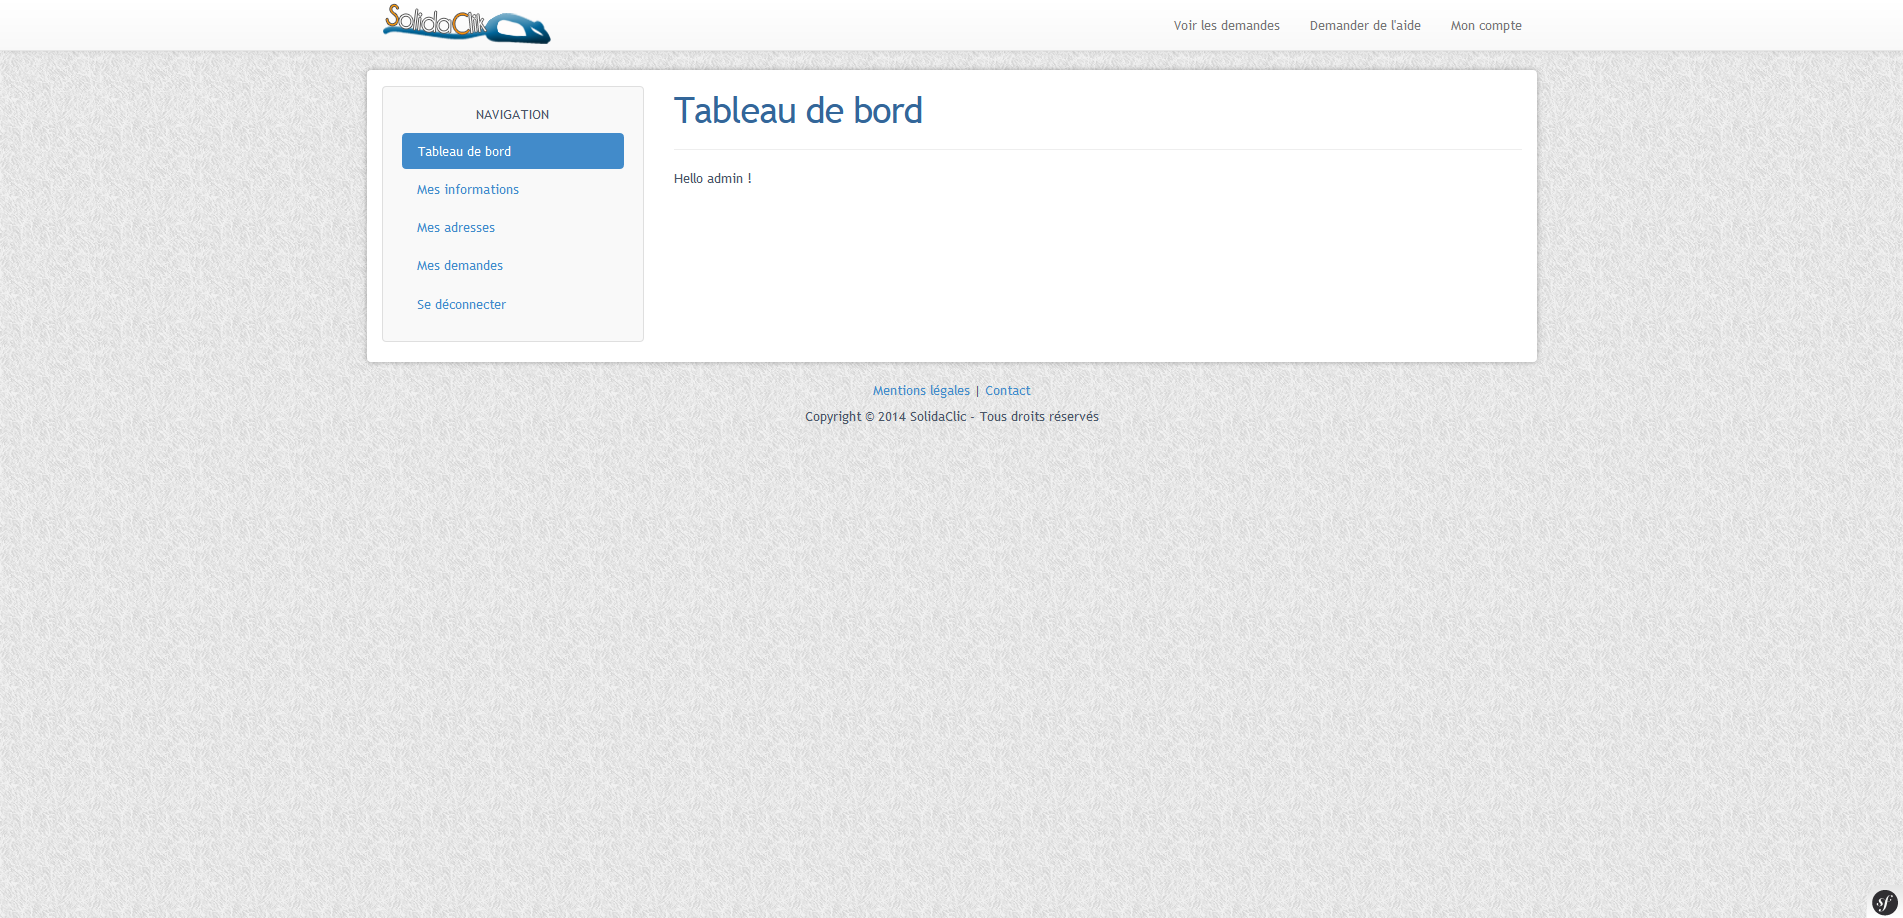 SolidaClik
Voir les demandes
Demander de l'aide
Mon compte
NAVIGATION
Tableau de bord
Mes informations
Mes adresses
Mes demandes
Se déconnecter
Tableau de bord
Hello admin !
Mentions légales | Contact
Copyright © 2014 SolidaClic - Tous droits réservés
sf